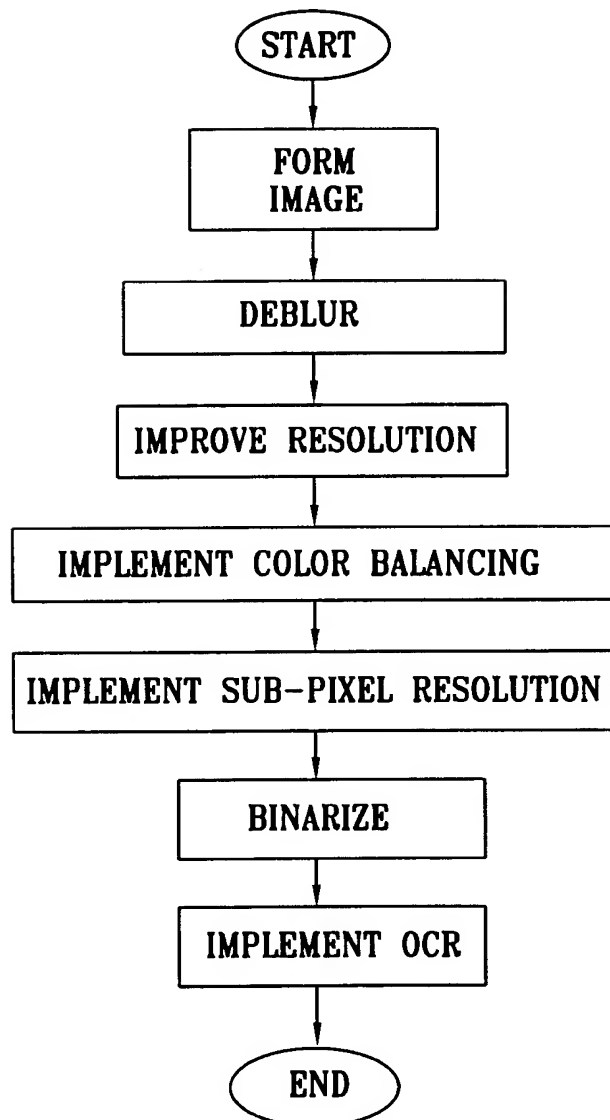 START
FORM
IMAGE
DEBLUR
IMPROVE RESOLUTION
IMPLEMENT COLOR BALANCING
IMPLEMENT SUB-PIXEL RESOLUTION
BINARIZE
IMPLEMENT OCR
END